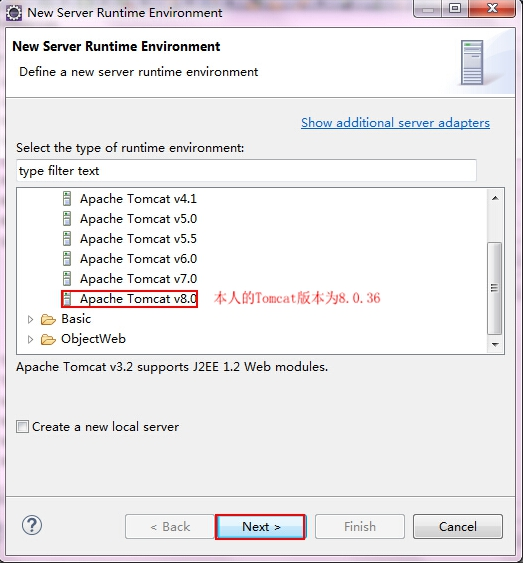 New Server Runtime Environment
New Server Runtime Environment
Define a new server runtime environment
Show additional server adapters
Select the type of runtime environment:
type filter text
Apache Tomcat v4.1
Apache Tomcat v5.0
Apache Tomcat v5.5
Apache Tomcat v6.0
Apache Tomcat v7.0
Apache Tomcat v8.0 本人的Tomcat版本为8.0.36
Basic
ObjectWeb
Apache Tomcat v3.2 supports J2EE 1.2 Web modules.
Create a new local server
< Back Next > Finish Cancel